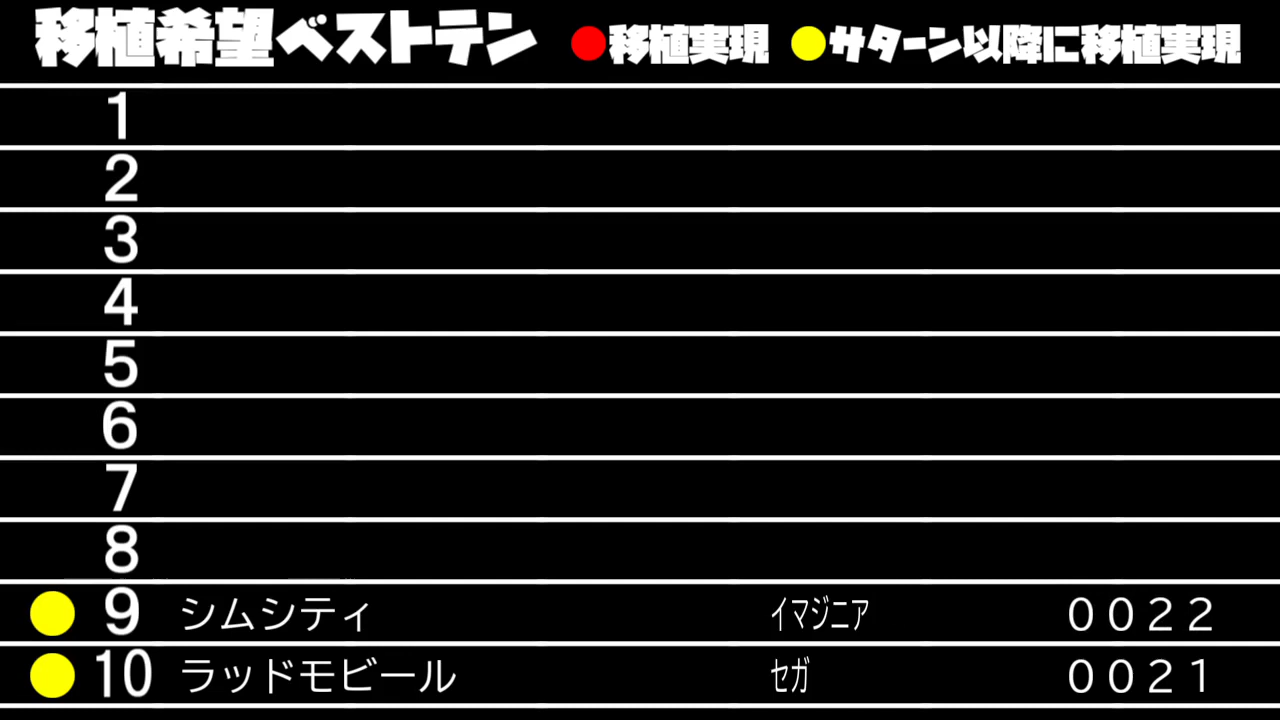 移植希望ベストテン ●移植実現 ●サターン以降に移植実現
1
2
3
4
5
6
7
8
● 9 シムシティ イマジニア 0022
● 10 ラッドモビール セガ 0021